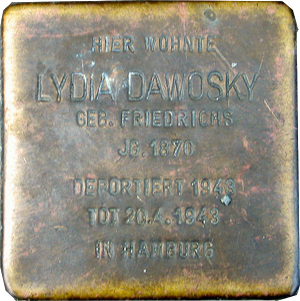 HIER WOHNTE
LYDIA DAWOSKY
GEB. FRIEDRICHS
JG. 1870
DEPORTIERT 1943
TOT 20.4.1943
IN HAMBURG